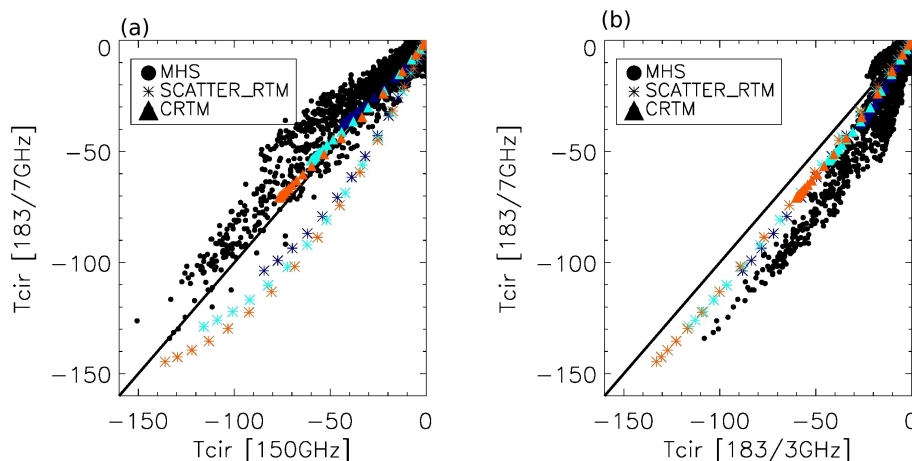 (a)
0
-50
-100
-150
Tcir [183/7GHz]
MHS
SCATTER_RTM
CRTM
-150 -100 -50 0
Tcir [150GHz]
(b)
0
-50
-100
-150
Tcir [183/7GHz]
MHS
SCATTER_RTM
CRTM
-150 -100 -50 0
Tcir [183/3GHz]